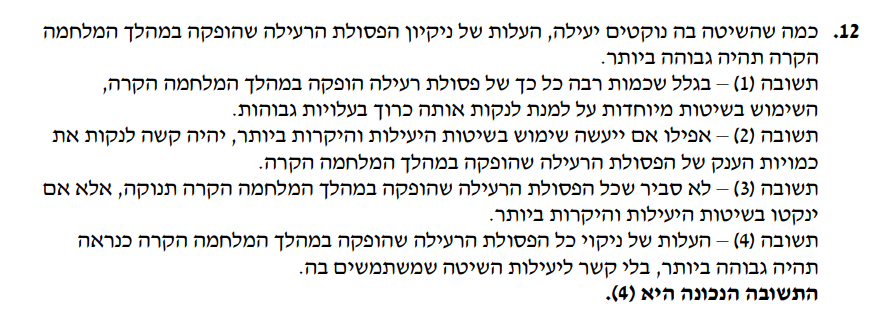 12. כמה שהשיטה בה נוקטים יעילה, העלות של ניקיון הפסולת הרעילה שהופקה במהלך המלחמה
הקרה תהיה גבוהה ביותר.
תשובה (1) – בגלל שכמות רבה כל כך של פסולת רעילה הופקה במהלך המלחמה הקרה,
השימוש בשיטות מיוחדות על למנת לנקות אותה כרוך בעלויות גבוהות.
תשובה (2) – אפילו אם ייעשה שימוש בשיטות היעילות והיקרות ביותר, יהיה קשה לנקות את
כמויות הענק של הפסולת הרעילה שהופקה במהלך המלחמה הקרה.
תשובה (3) – לא סביר שכל הפסולת הרעילה שהופקה במהלך המלחמה הקרה תנוקה, אלא אם
ינקטו בשיטות היעילות והיקרות ביותר.
תשובה (4) – העלות של ניקוי כל הפסולת הרעילה שהופקה במהלך המלחמה הקרה כנראה
תהיה גבוהה ביותר, בלי קשר ליעילות השיטה שמשתמשים בה.
התשובה הנכונה היא (4).